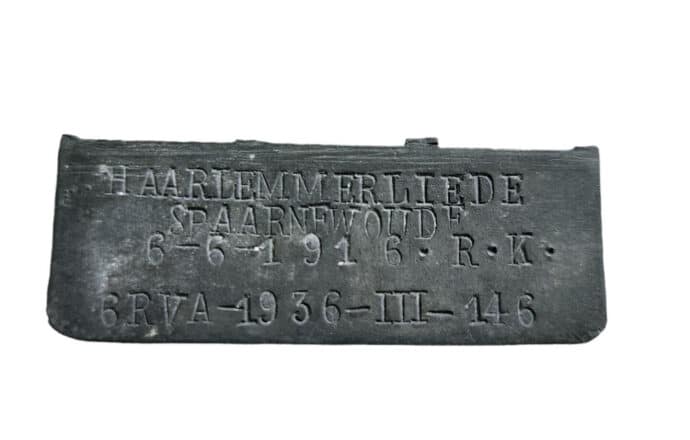 HAARLEMMERLIEDE
SPAARNEWOUDE
6-6-1916·R·K·
6RVA-1936-III-146